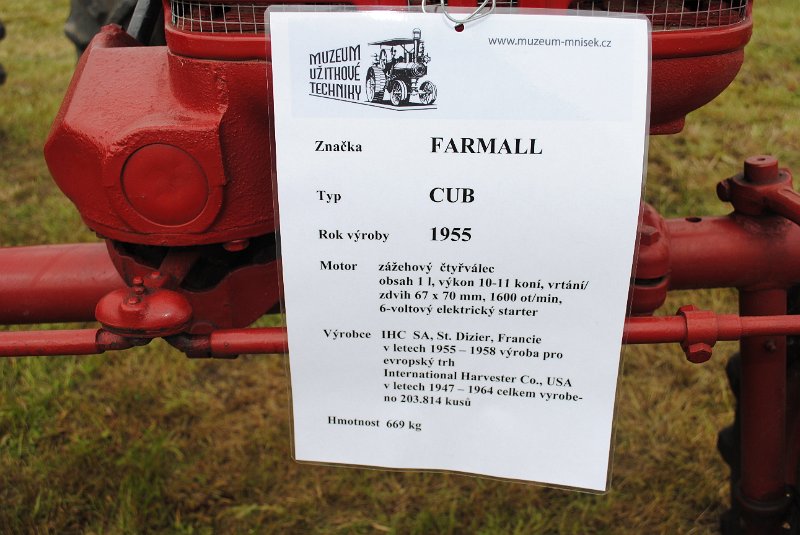 MUZEUM
UŽITKOVÉ
TECHNIKY
www.muzeum-mnisek.cz
Značka FARMALL
Typ CUB
Rok výroby 1955
Motor zážehový čtyřválec
obsah 1 l, výkon 10-11 koní, vrtání/
zdvih 67 x 70 mm, 1600 ot/min,
6-voltový elektrický starter
Výrobce IHC SA, St. Dizier, Francie
v letech 1955 – 1958 výroba pro
evropský trh
International Harvester Co., USA
v letech 1947 – 1964 celkem vyrobe-
no 203.814 kusů
Hmotnost 669 kg